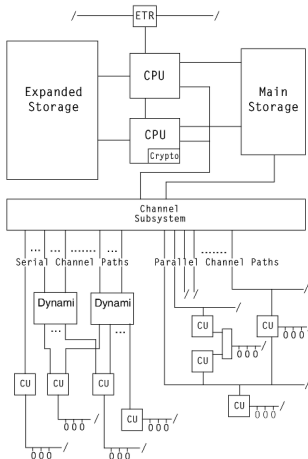 ETR
Expanded
Storage
CPU
Main
Storage
CPU
Crypto
Channel
Subsystem
Serial Channel Paths
Parallel Channel Paths
Dynami
Dynami
CU
CU
CU
CU
CU
CU
CU
CU